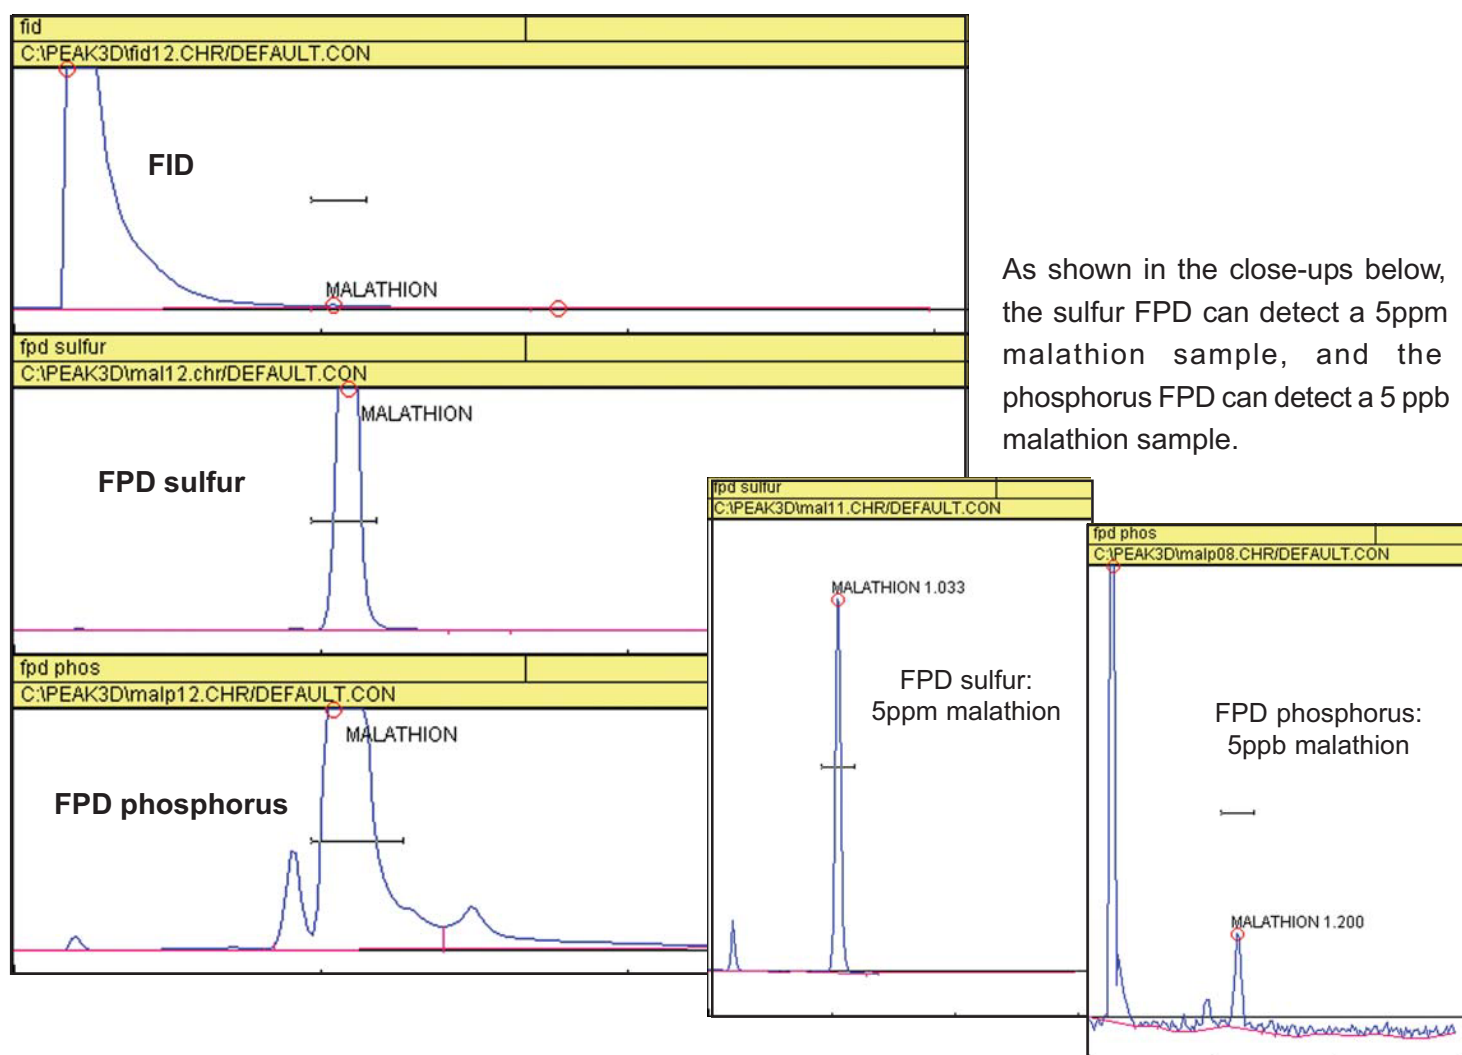 fid
C:\PEAK3D\fid12.CHR/DEFAULT.CON
FID
MALATHION
fpd sulfur
C:\PEAK3D\mal12.chr/DEFAULT.CON
MALATHION
FPD sulfur
fpd phos
C:\PEAK3D\malp12.CHR/DEFAULT.CON
MALATHION
FPD phosphorus
As shown in the close-ups below,
the sulfur FPD can detect a 5ppm
malathion sample, and the
phosphorus FPD can detect a 5 ppb
malathion sample.
fpd sulfur
C:\PEAK3D\mal11.CHR/DEFAULT.CON
MALATHION 1.033
FPD sulfur:
5ppm malathion
fpd phos
C:\PEAK3D\malp08.CHR/DEFAULT.CON
FPD phosphorus:
5ppb malathion
MALATHION 1.200